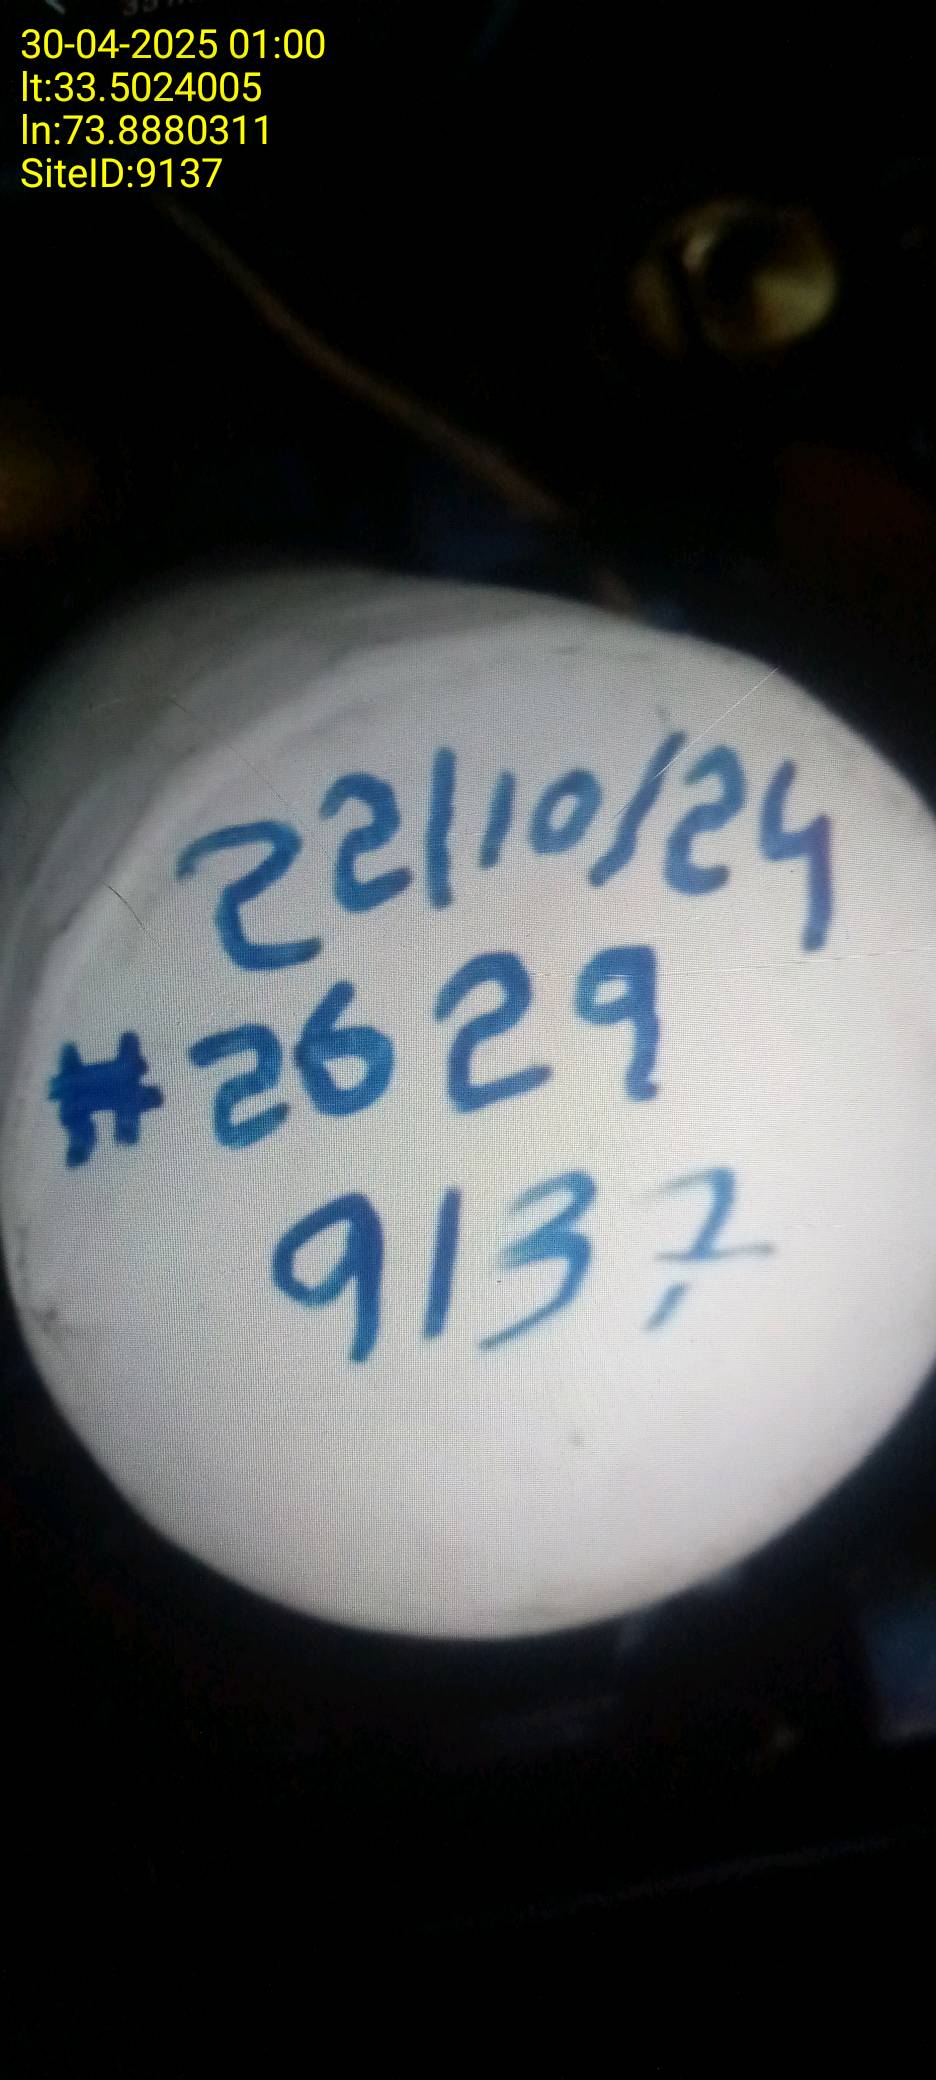 30-04-2025 01:00
lt:33.5024005
ln:73.8880311
SiteID:9137
22/10/24
#2629
9137